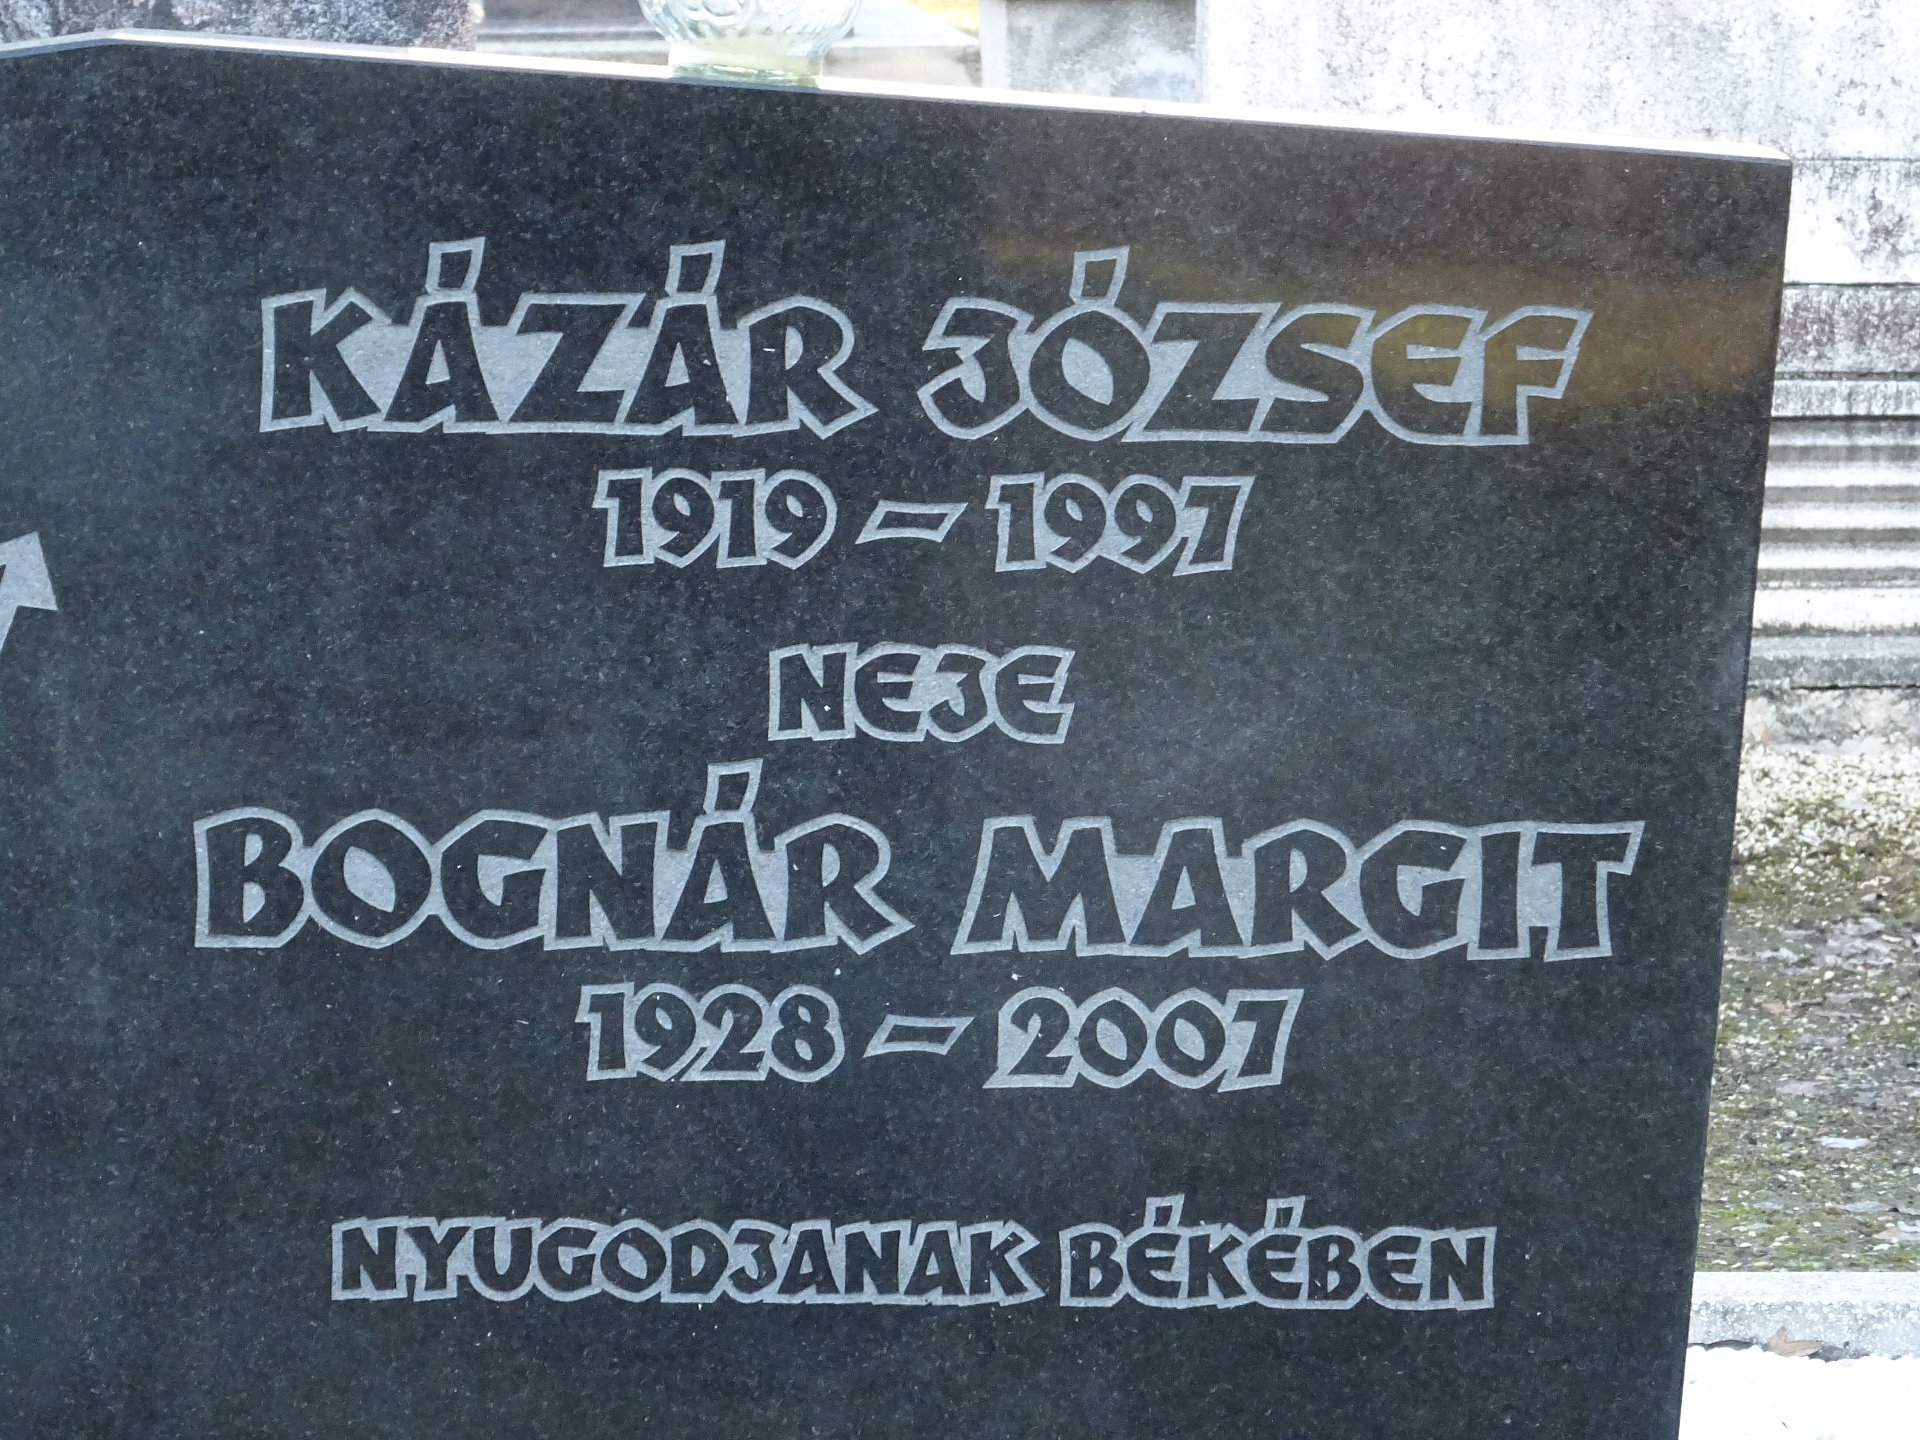 KÁZÁR JÓZSEF
1919 - 1997
NEJE
BOGNÁR MARGIT
1928 - 2007
NYUGODJANAK BÉKÉBEN